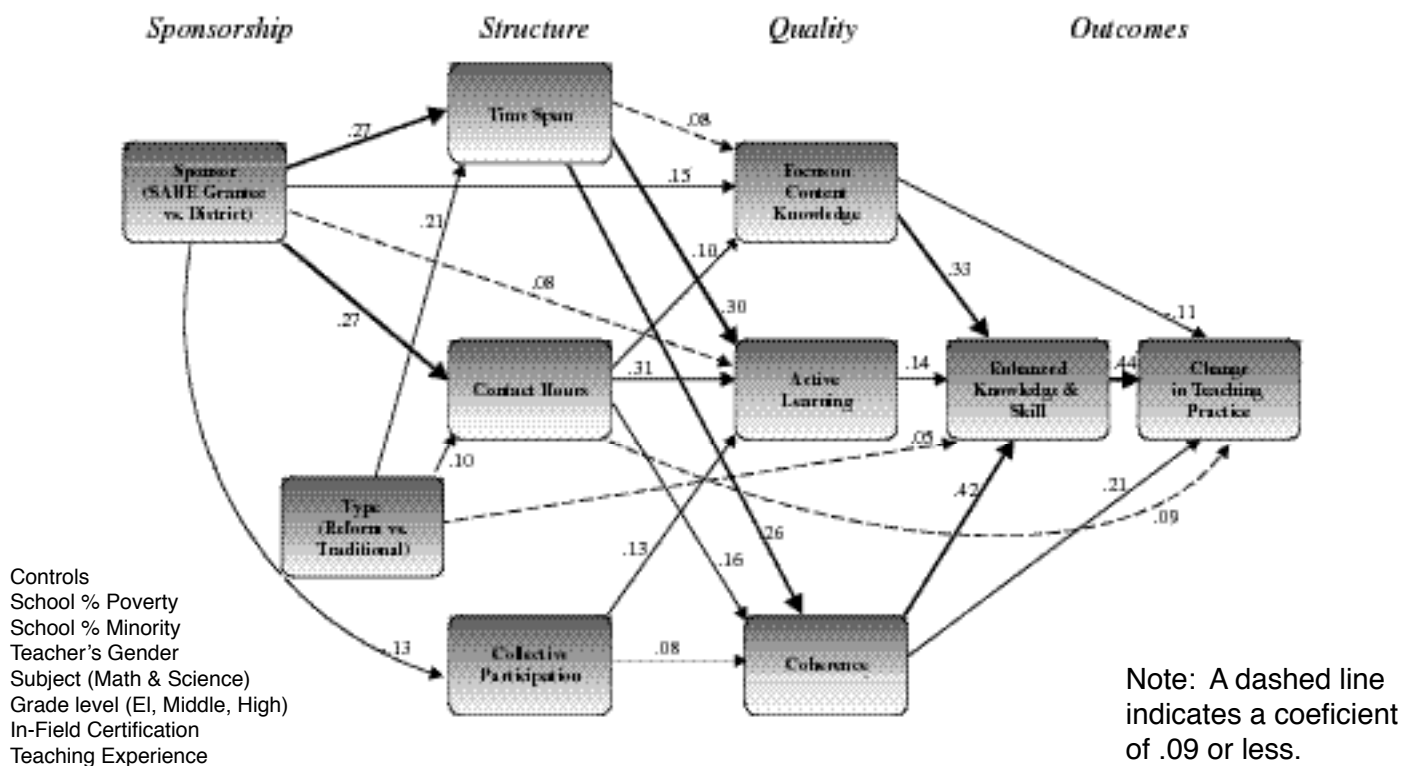 Sponsorship
Structure
Quality
Outcomes
Time Span
Sponsor
(SAHE Grantee
vs. District)
Focus on
Content
Knowledge
Contact Hours
Active
Learning
Enhanced
Knowledge &
Skill
Change
in Teaching
Practice
Type
(Reform vs.
Traditional)
Collective
Participation
Coherence
.27
.08
.15
.21
.10
.33
.08
.27
.30
-.11
.31
.14
.44
.10
.05
.42
.21
.09
.13
.16
.26
-.13
.08
Controls
School % Poverty
School % Minority
Teacher's Gender
Subject (Math & Science)
Grade level (El, Middle, High)
In-Field Certification
Teaching Experience
Note: A dashed line
indicates a coeficient
of .09 or less.